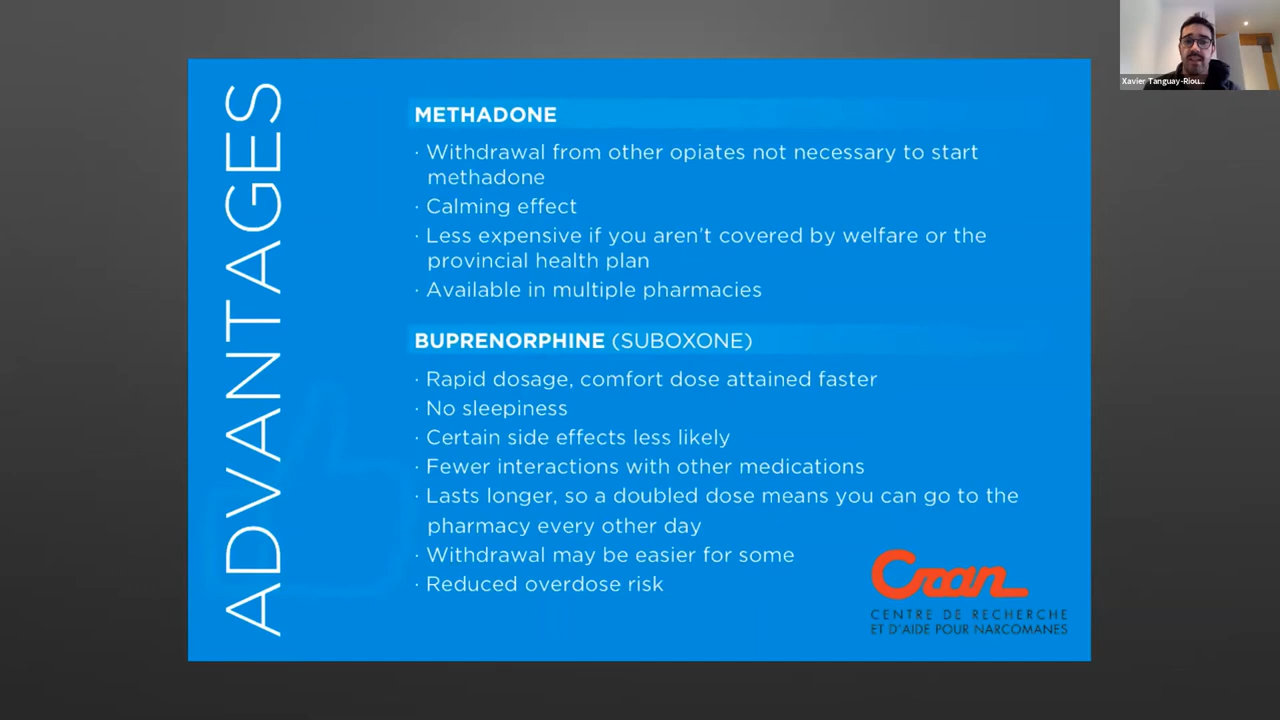 ADVANTAGES
METHADONE
· Withdrawal from other opiates not necessary to start
methadone
· Calming effect
· Less expensive if you aren’t covered by welfare or the
provincial health plan
· Available in multiple pharmacies
BUPRENORPHINE (SUBOXONE)
· Rapid dosage, comfort dose attained faster
· No sleepiness
· Certain side effects less likely
· Fewer interactions with other medications
· Lasts longer, so a doubled dose means you can go to the
pharmacy every other day
· Withdrawal may be easier for some
· Reduced overdose risk
Cran
CENTRE DE RECHERCHE
ET D'AIDE POUR NARCOMANES
Xavier Tanguay-Riou...